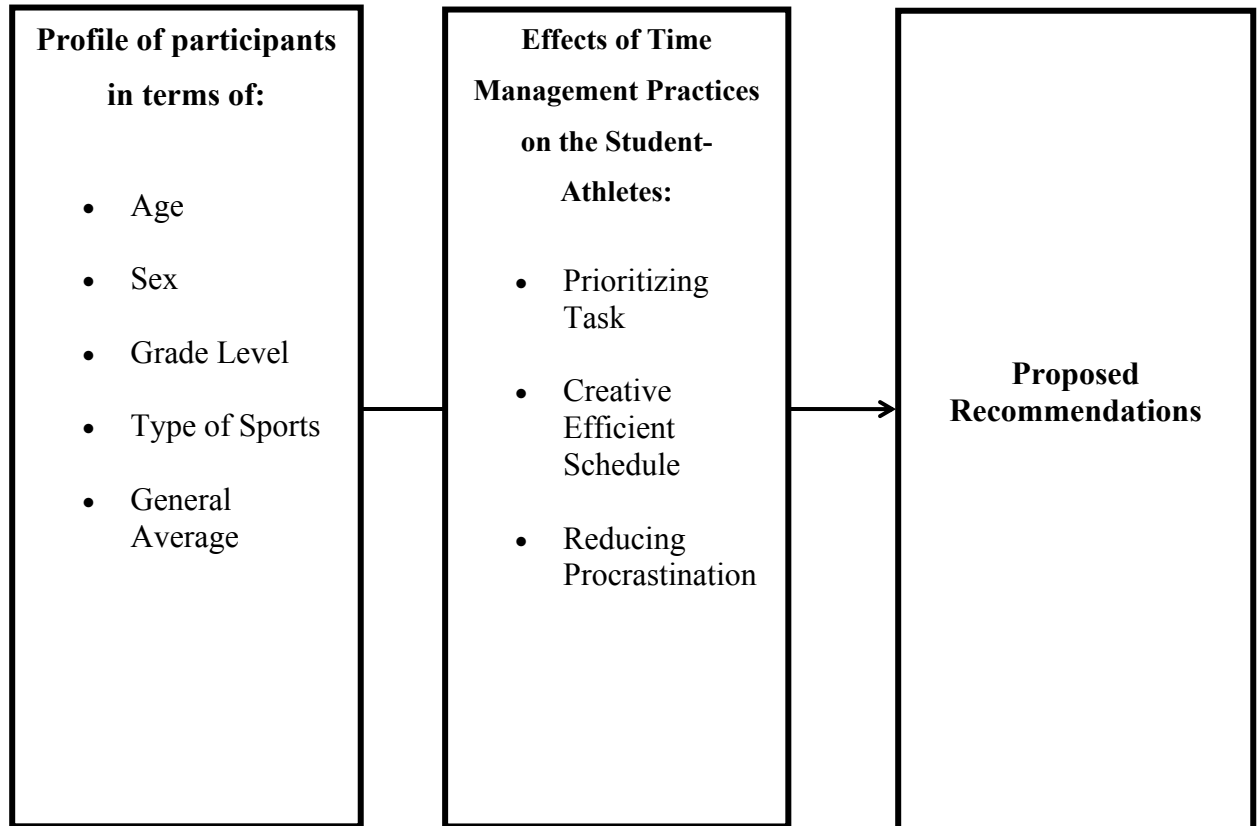 Profile of participants
in terms of:
• Age
• Sex
• Grade Level
• Type of Sports
• General
Average
Effects of Time
Management Practices
on the Student-
Athletes:
• Prioritizing
Task
• Creative
Efficient
Schedule
• Reducing
Procrastination
Proposed
Recommendations